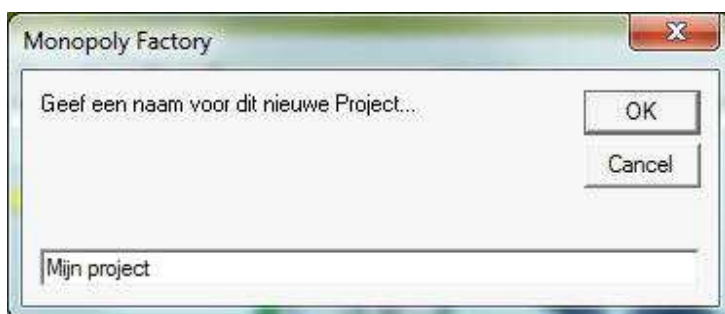 Monopoly Factory
Geef een naam voor dit nieuwe Project...
OK
Cancel
Mijn project